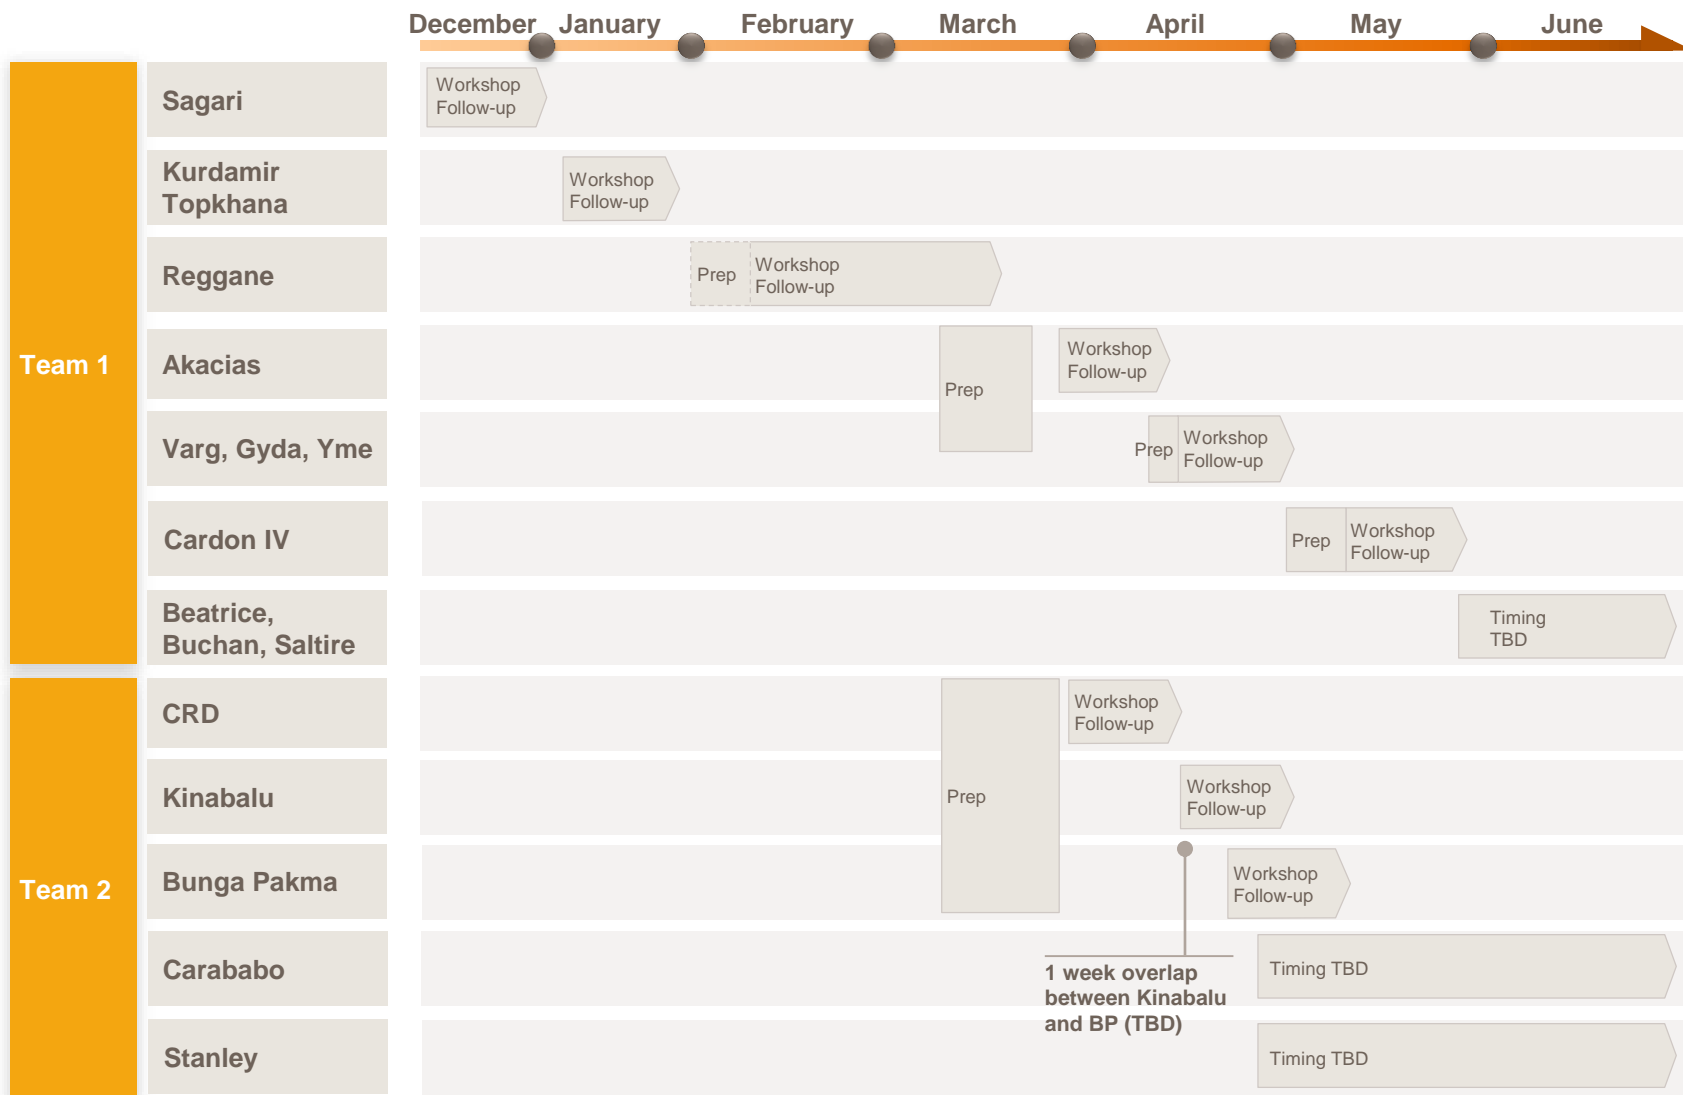 December January February March April May June
Team 1
Sagari
Workshop
Follow-up
Kurdamir
Topkhana
Workshop
Follow-up
Reggane
Prep
Workshop
Follow-up
Akacias
Prep
Workshop
Follow-up
Varg, Gyda, Yme
Prep
Workshop
Follow-up
Cardon IV
Prep
Workshop
Follow-up
Beatrice,
Buchan, Saltire
Timing
TBD
Team 2
CRD
Prep
Workshop
Follow-up
Kinabalu
Workshop
Follow-up
Bunga Pakma
Workshop
Follow-up
1 week overlap
between Kinabalu
and BP (TBD)
Carababo
Timing TBD
Stanley
Timing TBD